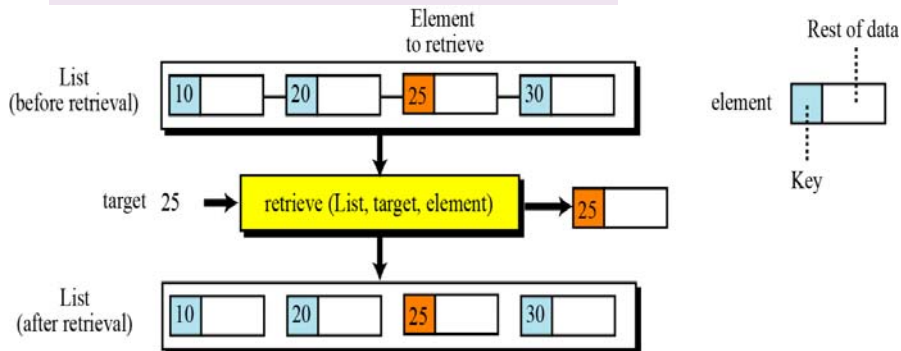 Element
to retrieve
Rest of data
List
(before retrieval)
10
20
25
30
element
Key
target 25
retrieve (List, target, element)
25
List
(after retrieval)
10
20
25
30